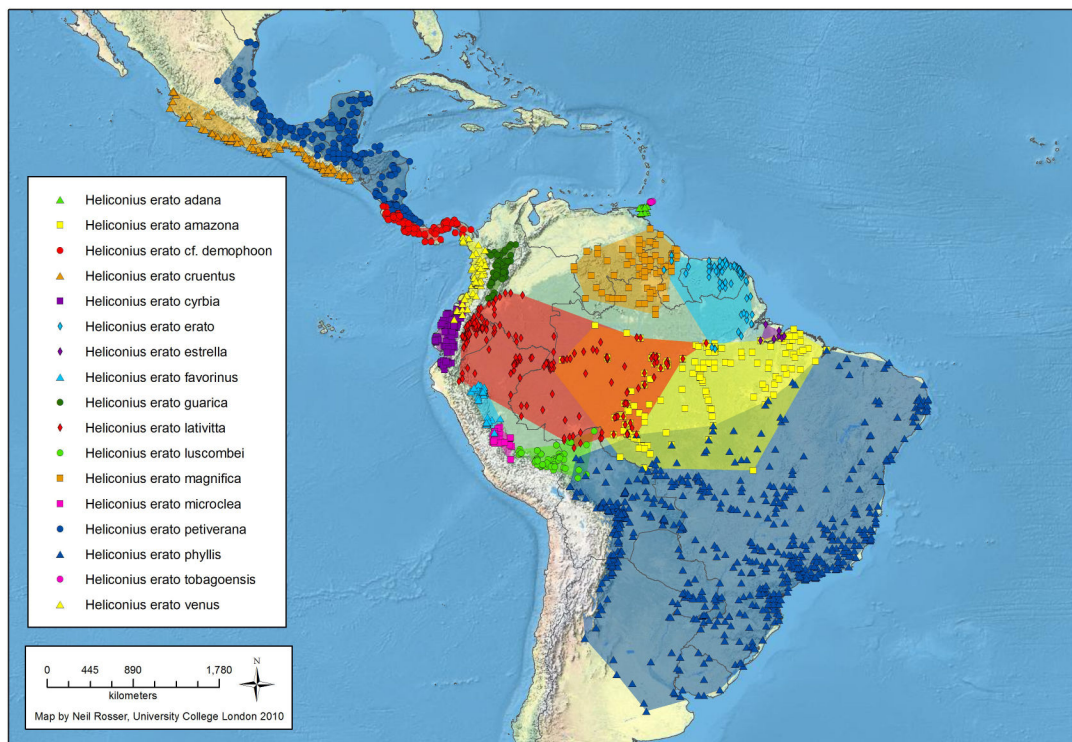 Heliconius erato adana
Heliconius erato amazona
Heliconius erato cf. demophoon
Heliconius erato cruentus
Heliconius erato cyrbia
Heliconius erato erato
Heliconius erato estrella
Heliconius erato favorinus
Heliconius erato guarica
Heliconius erato lativitta
Heliconius erato luscombei
Heliconius erato magnifica
Heliconius erato microclea
Heliconius erato petiverana
Heliconius erato phyllis
Heliconius erato tobagoensis
Heliconius erato venus
N
0 445 890 1,780
kilometers
Map by Neil Rosser, University College London 2010